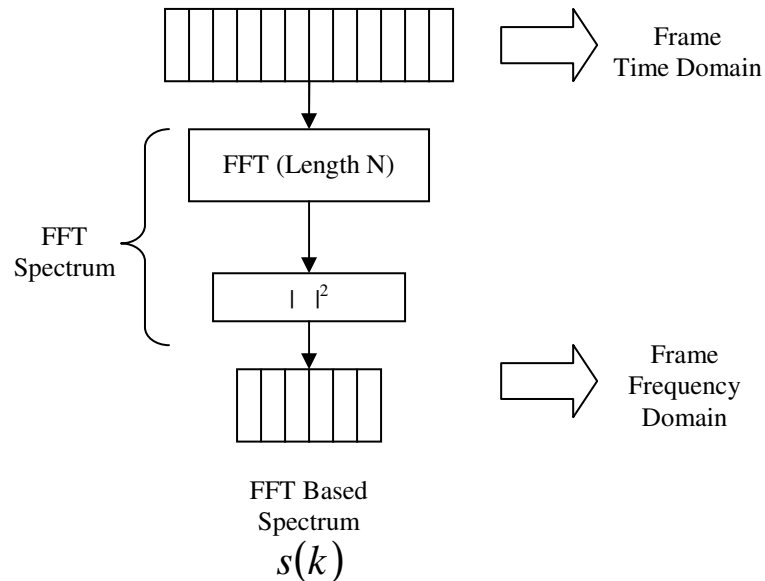 Frame
Time Domain
FFT (Length N)
FFT
Spectrum
| |²
Frame
Frequency
Domain
FFT Based
Spectrum
s(k)